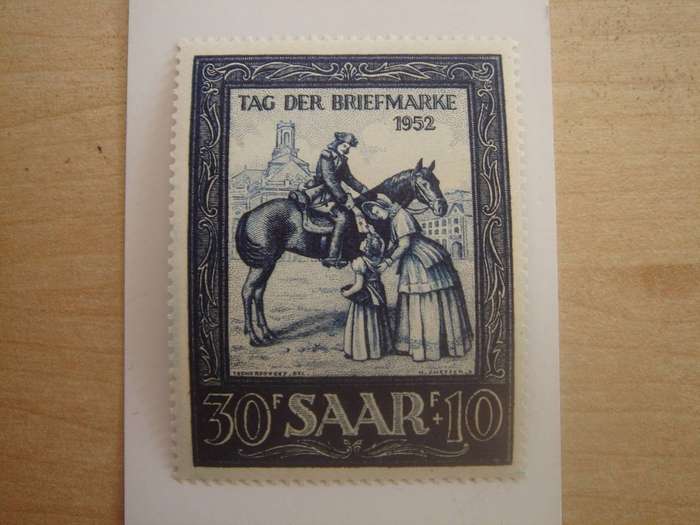 TAG DER BRIEFMARKE
1952
30F SAAR F+10